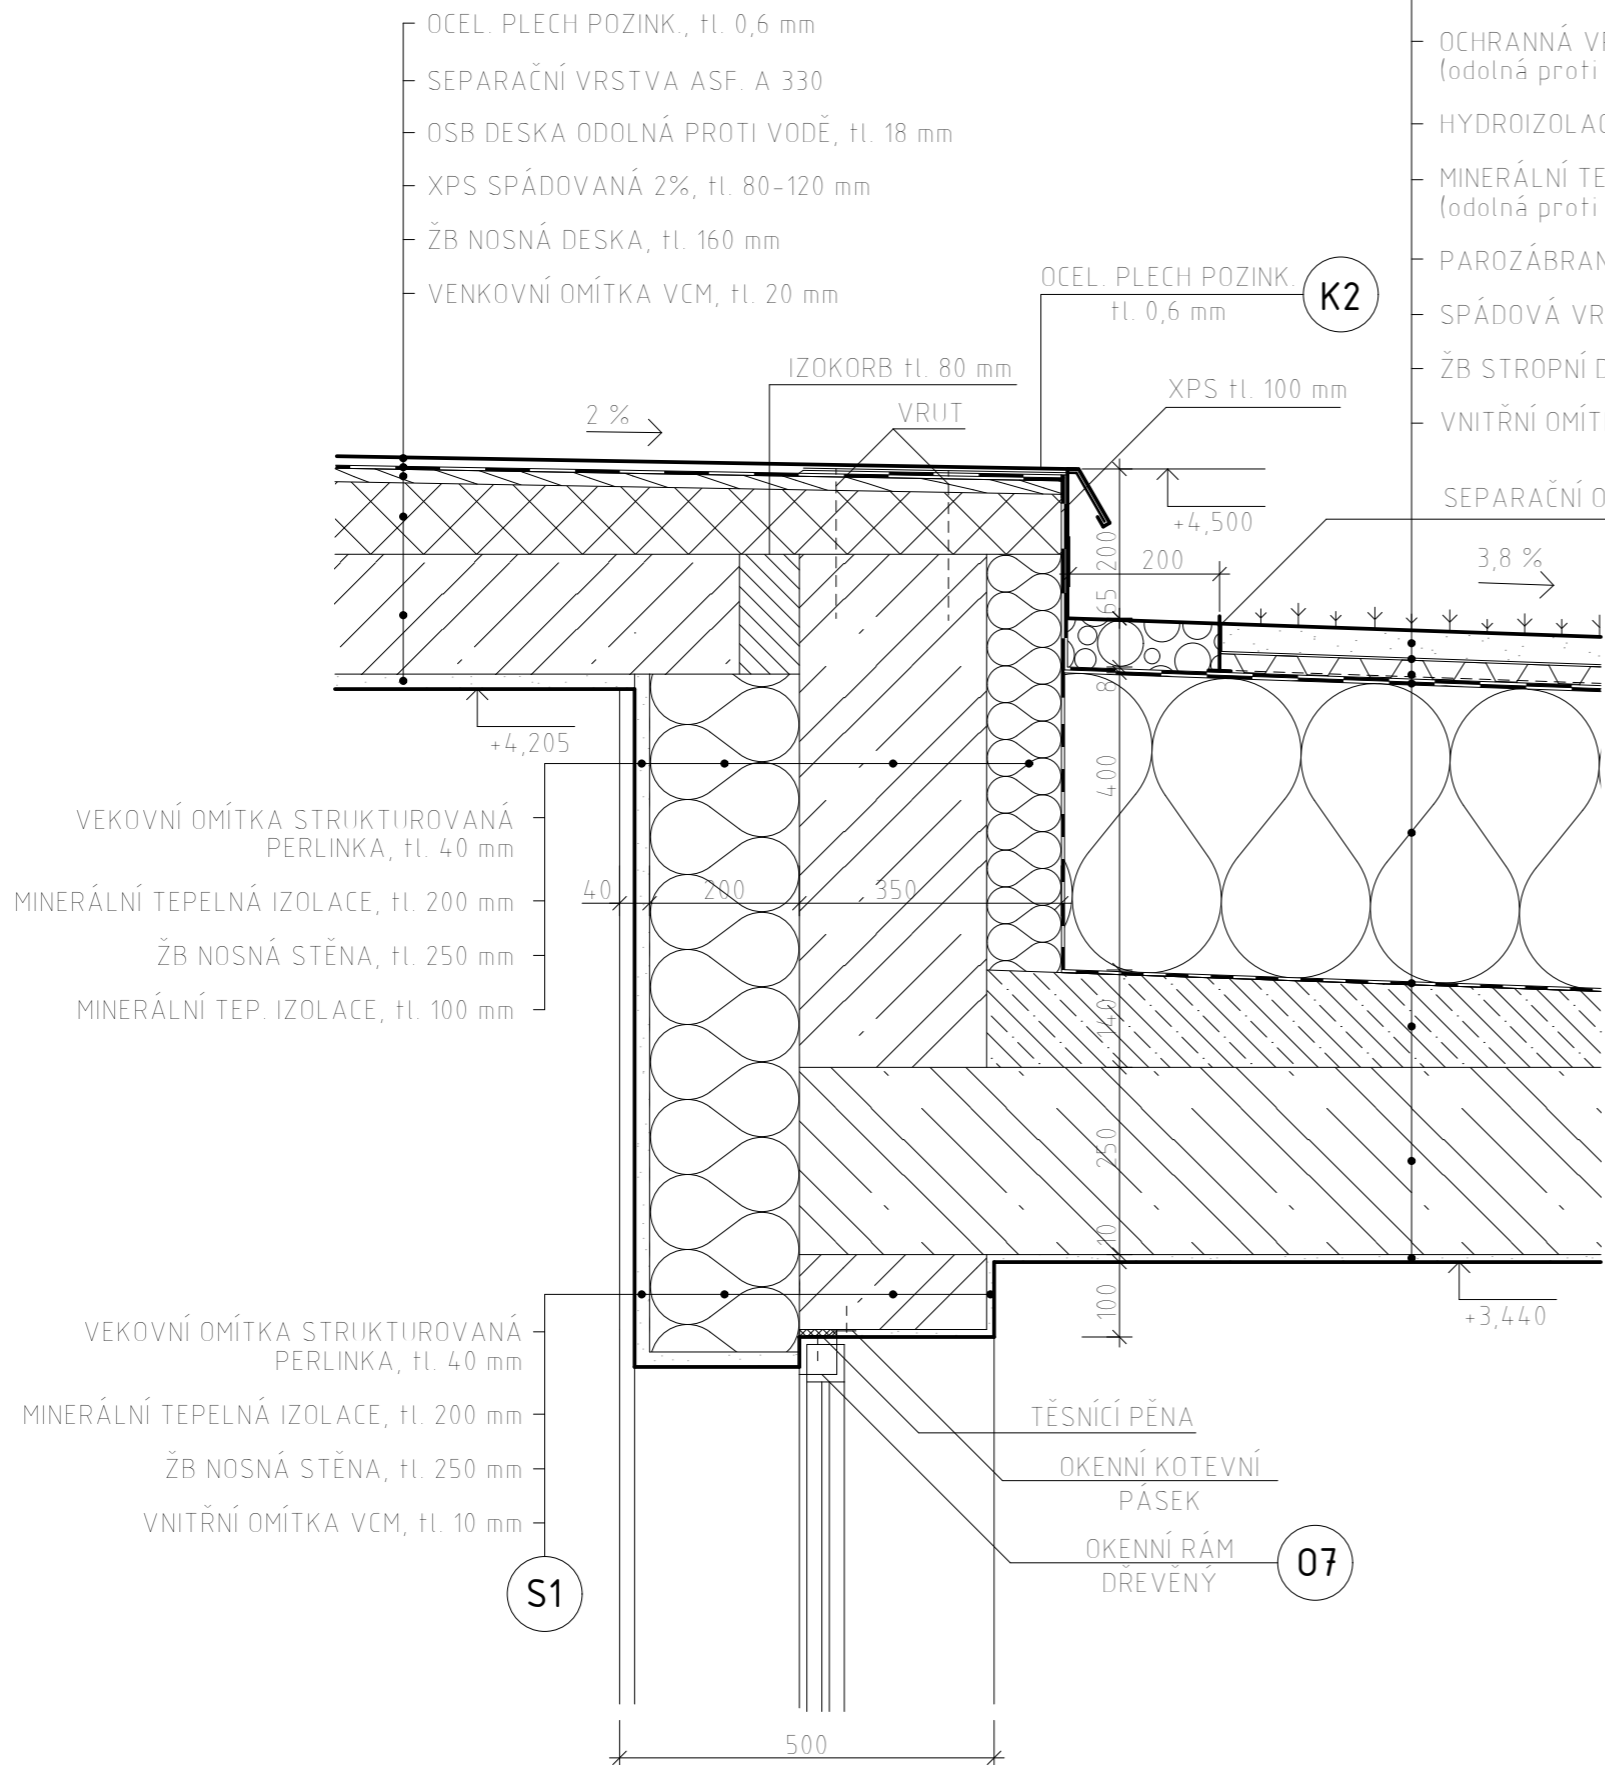 OCEL. PLECH POZINK., tl. 0,6 mm
SEPARAČNÍ VRSTVA ASF. A 330
OSB DESKA ODOLNÁ PROTI VODĚ, tl. 18 mm
XPS SPÁDOVANÁ 2%, tl. 80-120 mm
ŽB NOSNÁ DESKA, tl. 160 mm
VENKOVNÍ OMÍTKA VCM, tl. 20 mm
OCHRANNÁ
(odolná proti
HYDROIZOLAC
MINERÁLNÍ TE
(odolná proti
PAROZÁBRAN
SPÁDOVÁ VR
ŽB STROPNÍ D
VNITŘNÍ OMÍT
OCEL. PLECH POZINK.
tl. 0,6 mm
K2
IZOKORB tl. 80 mm
VRUT
XPS tl. 100 mm
2 %
+4,500
SEPARAČNÍ O
3,8 %
200
200
65
8
400
140
250
10
100
+4,205
VEKOVNÍ OMÍTKA STRUKTUROVANÁ
PERLINKA, tl. 40 mm
MINERÁLNÍ TEPELNÁ IZOLACE, tl. 200 mm
ŽB NOSNÁ STĚNA, tl. 250 mm
MINERÁLNÍ TEP. IZOLACE, tl. 100 mm
40
200
350
+3,440
VEKOVNÍ OMÍTKA STRUKTUROVANÁ
PERLINKA, tl. 40 mm
MINERÁLNÍ TEPELNÁ IZOLACE, tl. 200 mm
ŽB NOSNÁ STĚNA, tl. 250 mm
VNITŘNÍ OMÍTKA VCM, tl. 10 mm
S1
TĚSNÍCÍ PĚNA
OKENNÍ KOTEVNÍ
PÁSEK
OKENNÍ RÁM
DŘEVĚNÝ
O7
500